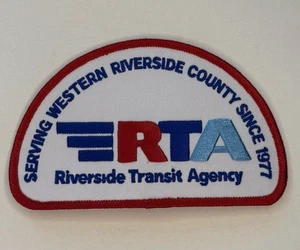 SERVING WESTERN RIVERSIDE COUNTY SINCE 1977
RTA
Riverside Transit Agency